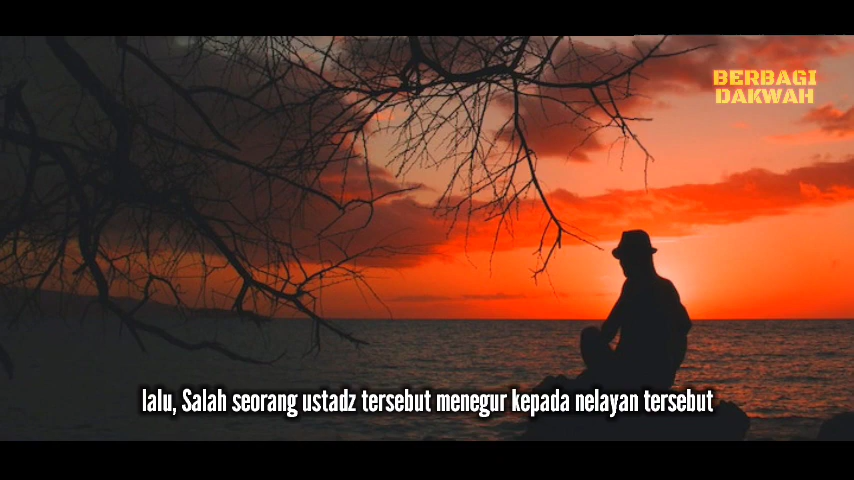 BERBAGI
DAKWAH
lalu, Salah seorang ustadz tersebut menegur kepada nelayan tersebut